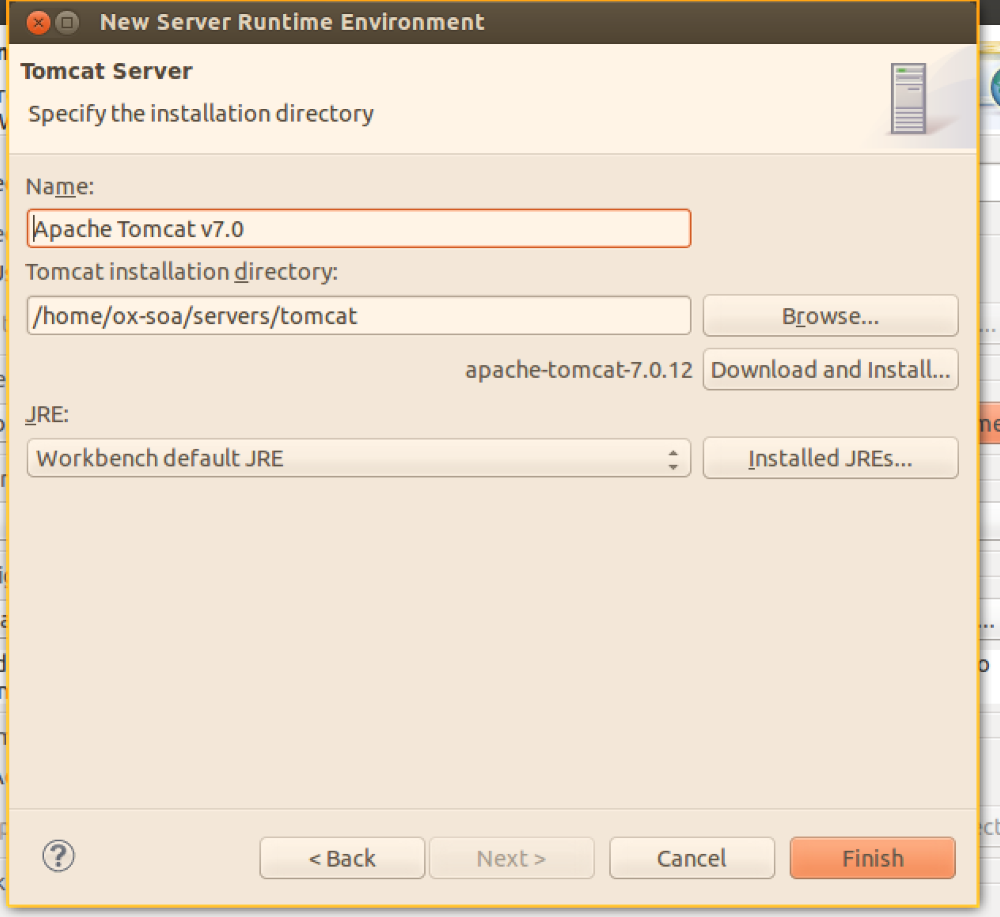 New Server Runtime Environment
Tomcat Server
Specify the installation directory
Name:
Apache Tomcat v7.0
Tomcat installation directory:
/home/ox-soa/servers/tomcat
Browse...
apache-tomcat-7.0.12
Download and Install...
JRE:
Workbench default JRE
Installed JREs...
?
< Back
Next >
Cancel
Finish